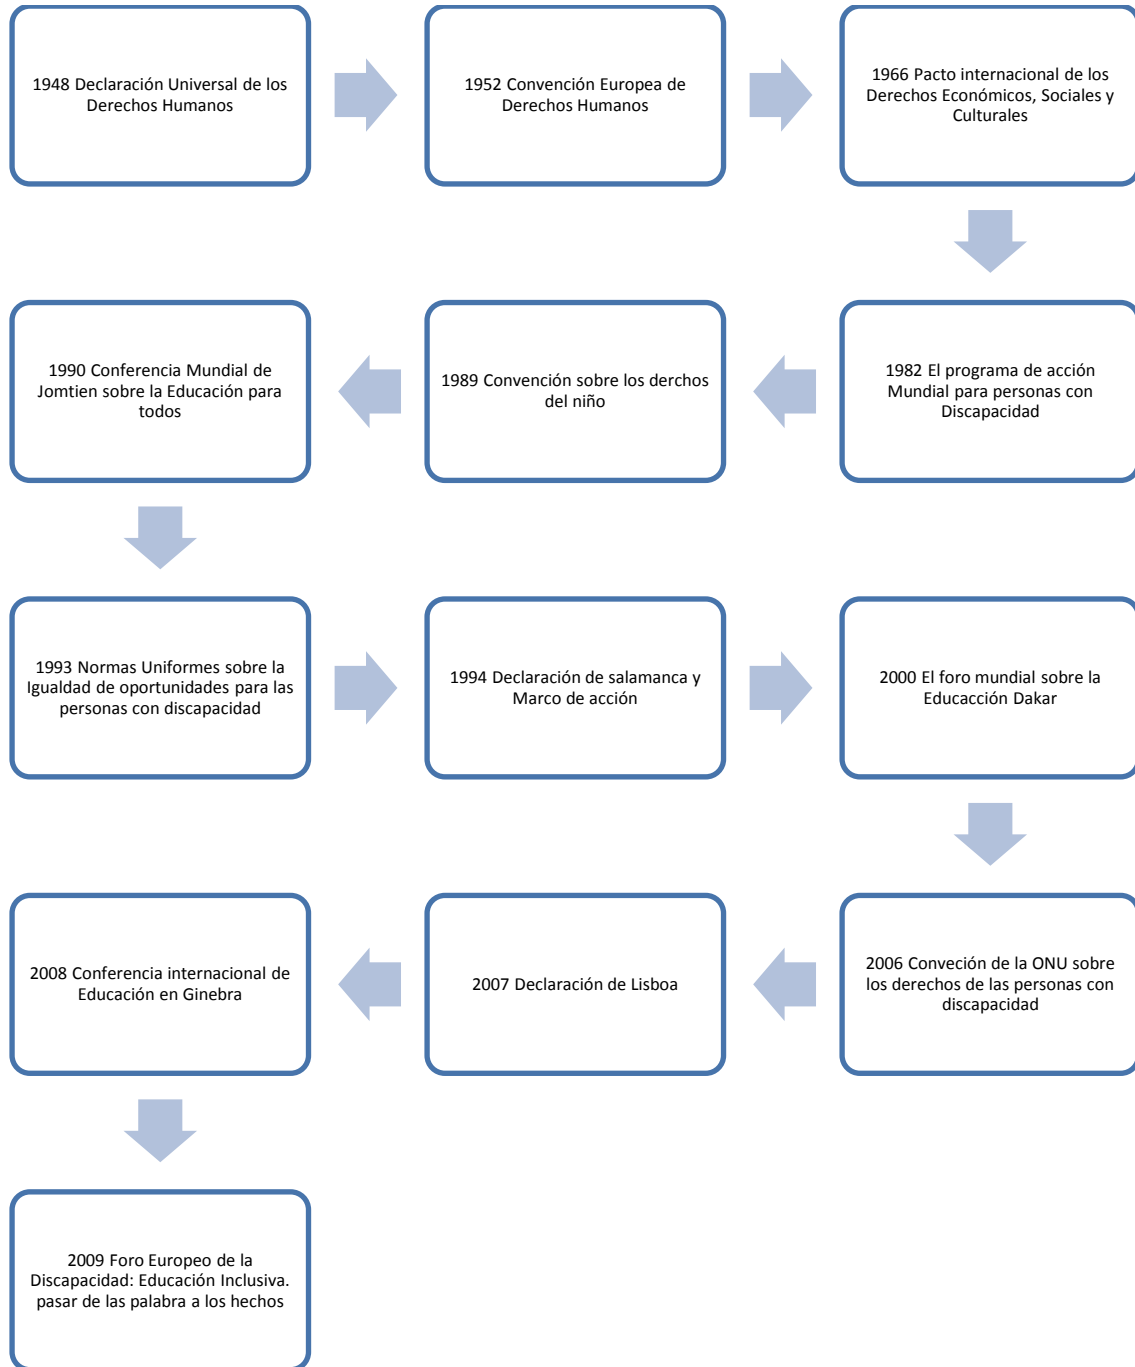 1948 Declaración Universal de los
Derechos Humanos
1952 Convención Europea de
Derechos Humanos
1966 Pacto internacional de los
Derechos Económicos, Sociales y
Culturales
1982 El programa de acción
Mundial para personas con
Discapacidad
1989 Convención sobre los derchos
del niño
1990 Conferencia Mundial de
Jomtien sobre la Educación para
todos
1993 Normas Uniformes sobre la
Igualdad de oportunidades para las
personas con discapacidad
1994 Declaración de salamanca y
Marco de acción
2000 El foro mundial sobre la
Educacción Dakar
2006 Conveción de la ONU sobre
los derechos de las personas con
discapacidad
2007 Declaración de Lisboa
2008 Conferencia internacional de
Educación en Ginebra
2009 Foro Europeo de la
Discapacidad: Educación Inclusiva.
pasar de las palabra a los hechos